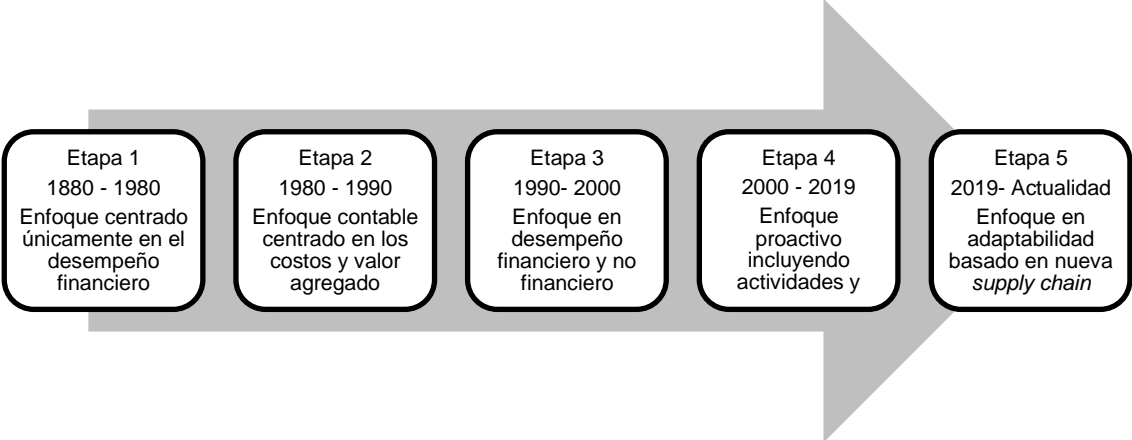 Etapa 1
1880 - 1980
Enfoque centrado
únicamente en el
desempeño
financiero
Etapa 2
1980 - 1990
Enfoque contable
centrado en los
costos y valor
agregado
Etapa 3
1990- 2000
Enfoque en
desempeño
financiero y no
financiero
Etapa 4
2000 - 2019
Enfoque
proactivo
incluyendo
actividades y
Etapa 5
2019- Actualidad
Enfoque en
adaptabilidad
basado en nueva
supply chain